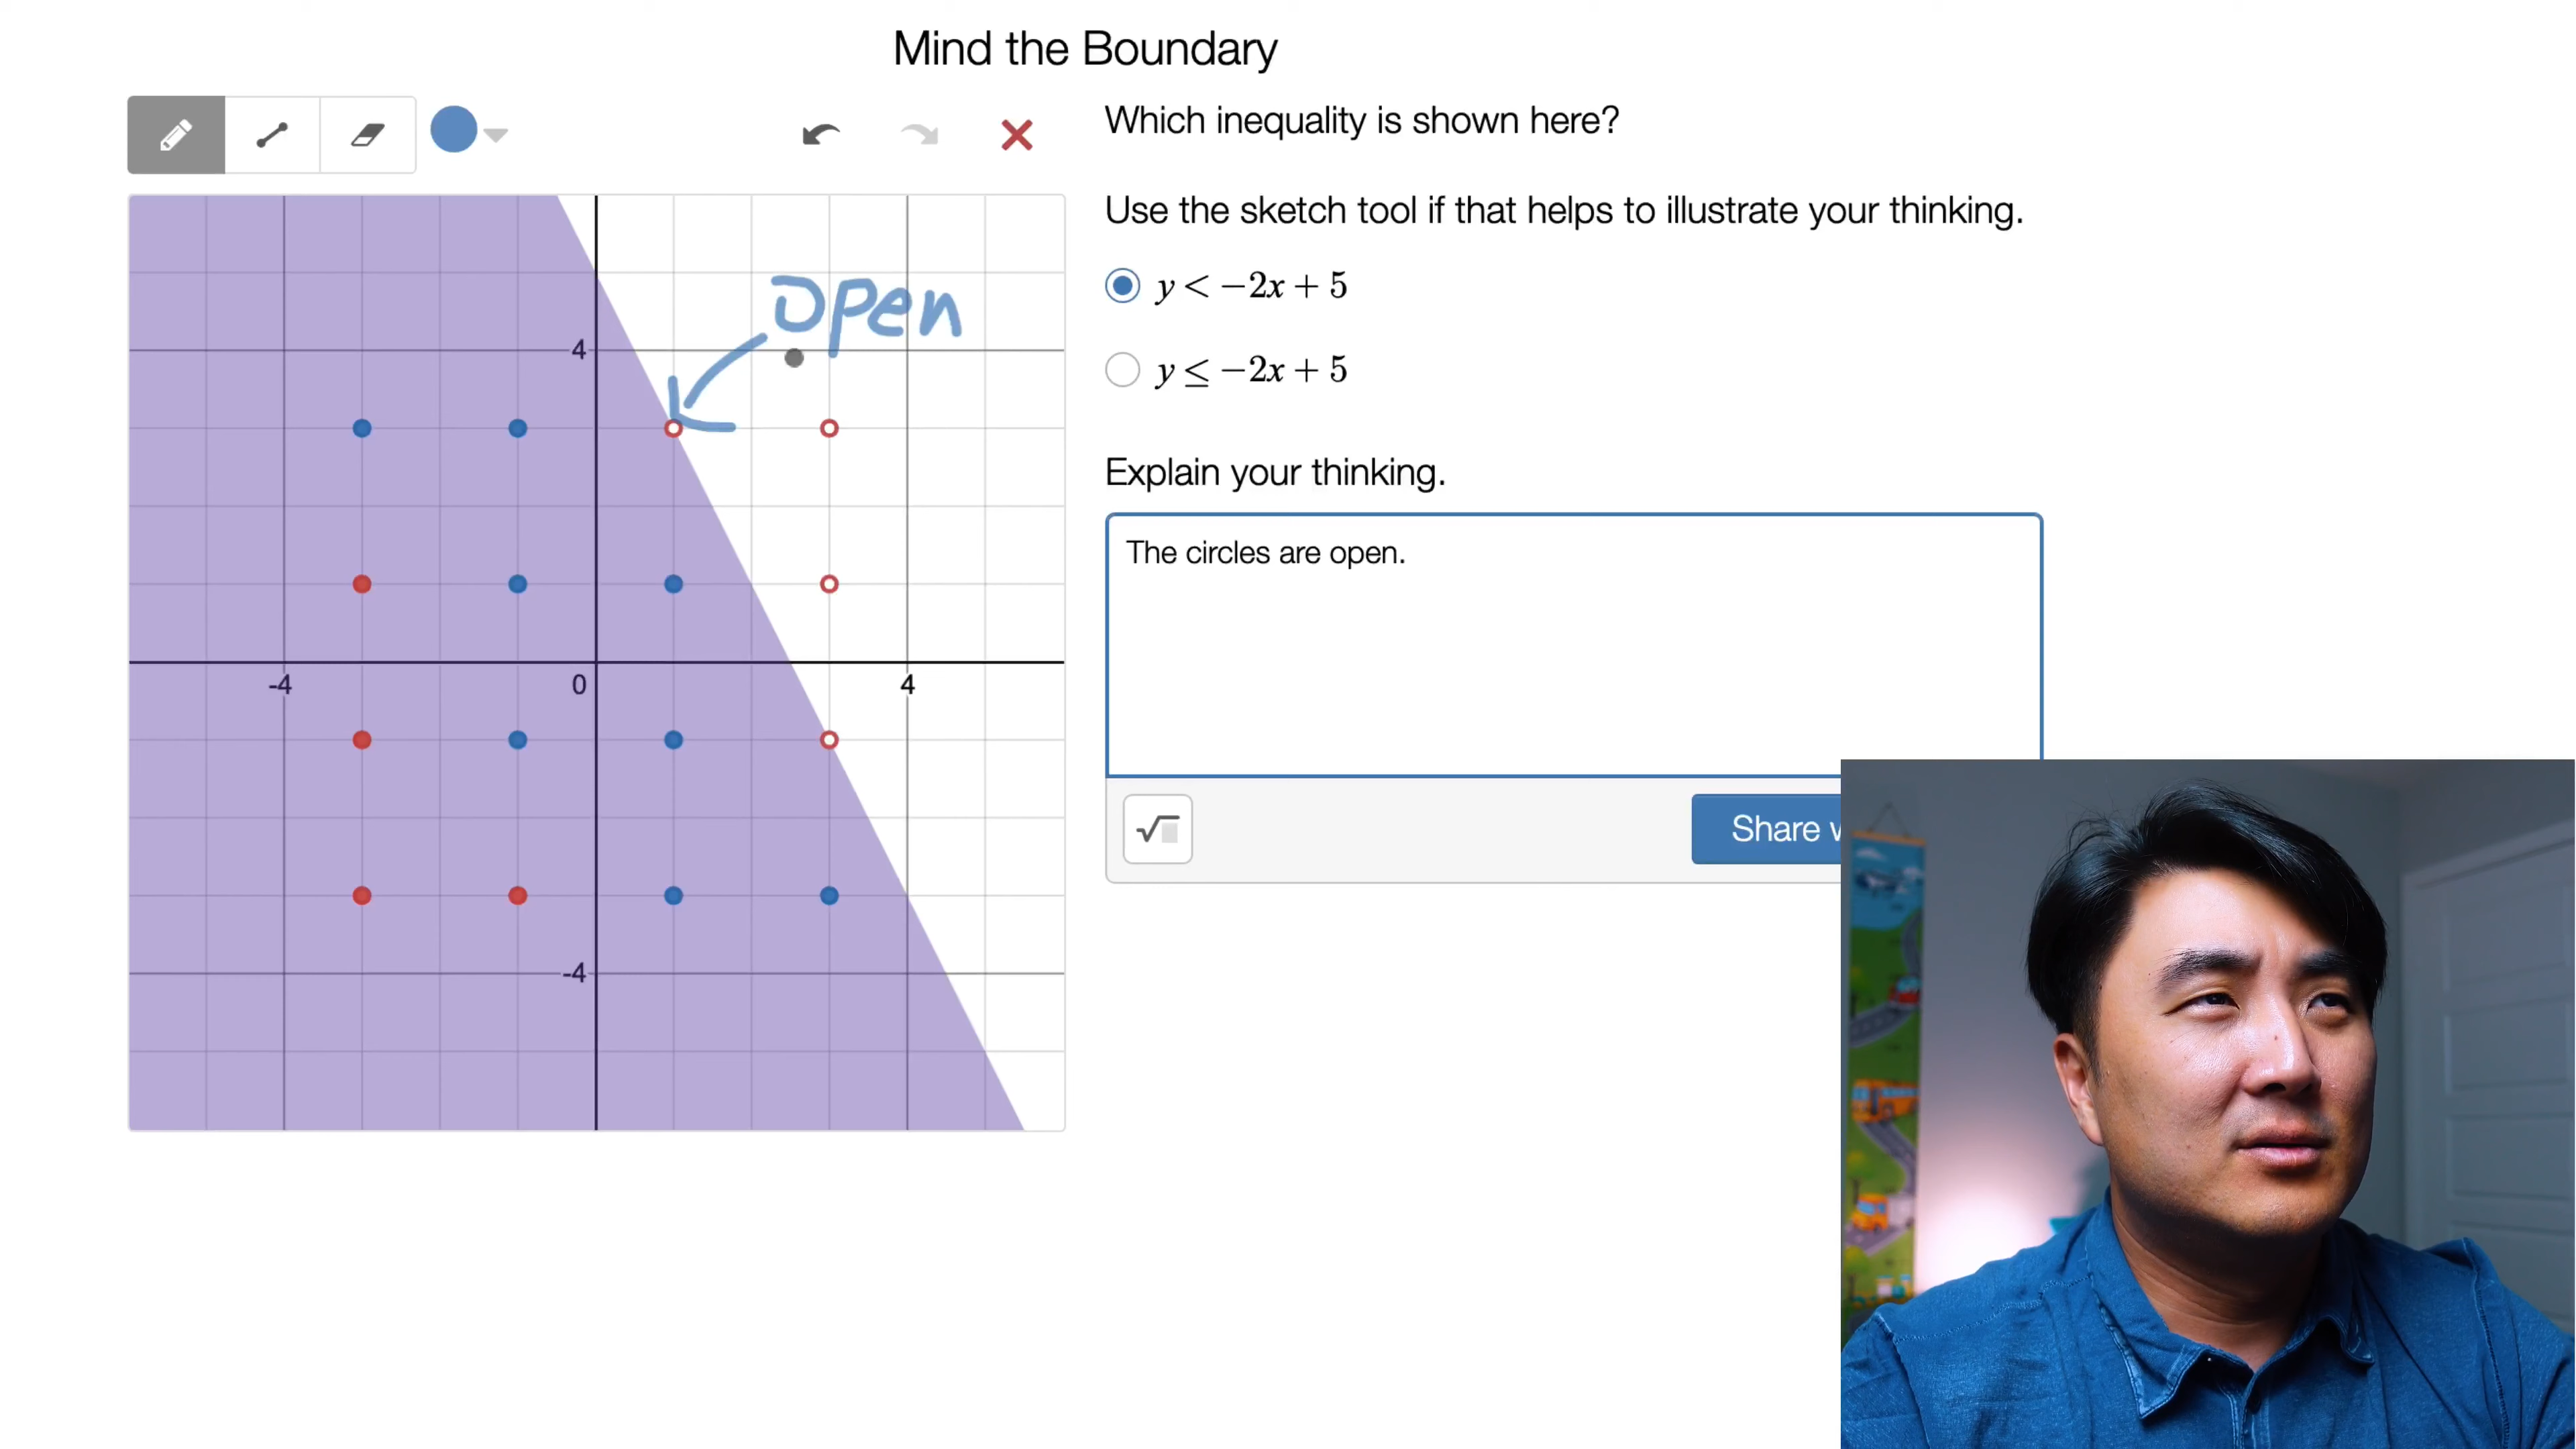 Mind the Boundary
Which inequality is shown here?
Use the sketch tool if that helps to illustrate your thinking.
y < −2x + 5
y ≤ −2x + 5
Explain your thinking.
The circles are open.
Share
open
4
-4
0
4
-4